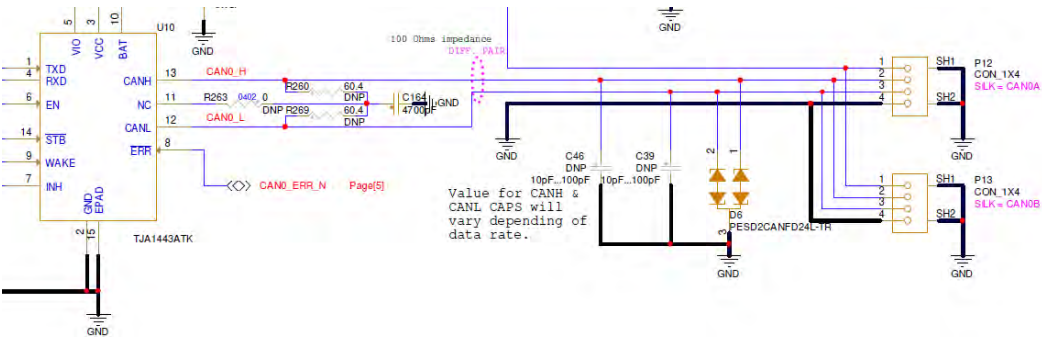 5
3
10
U10
VIO
VCC
BAT
GND
GND
100 Ohms impedance
DIFF. PAIR
1
TXD
4
RXD
6
EN
14
STB
9
WAKE
7
INH
CANH
13
CAN0_H
NC
11
R263
0402
0
DNP
CANL
12
CAN0_L
ERR
8
R260
60.4
DNP
R269
60.4
DNP
C164
4700pF
GND
CAN0_ERR_N
Page[5]
GND
EPAD
2
15
TJA1443ATK
GND
GND
C46
DNP
10pF...100pF
C39
DNP
10pF...100pF
Value for CANH &
CANL CAPS will
vary depending of
data rate.
2
1
D6
3
PESD2CANFD24L-TR
GND
1
2
3
4
SH1
SH2
P12
CON_1X4
SILK = CAN0A
GND
1
2
3
4
SH1
SH2
P13
CON_1X4
SILK = CAN0B
GND